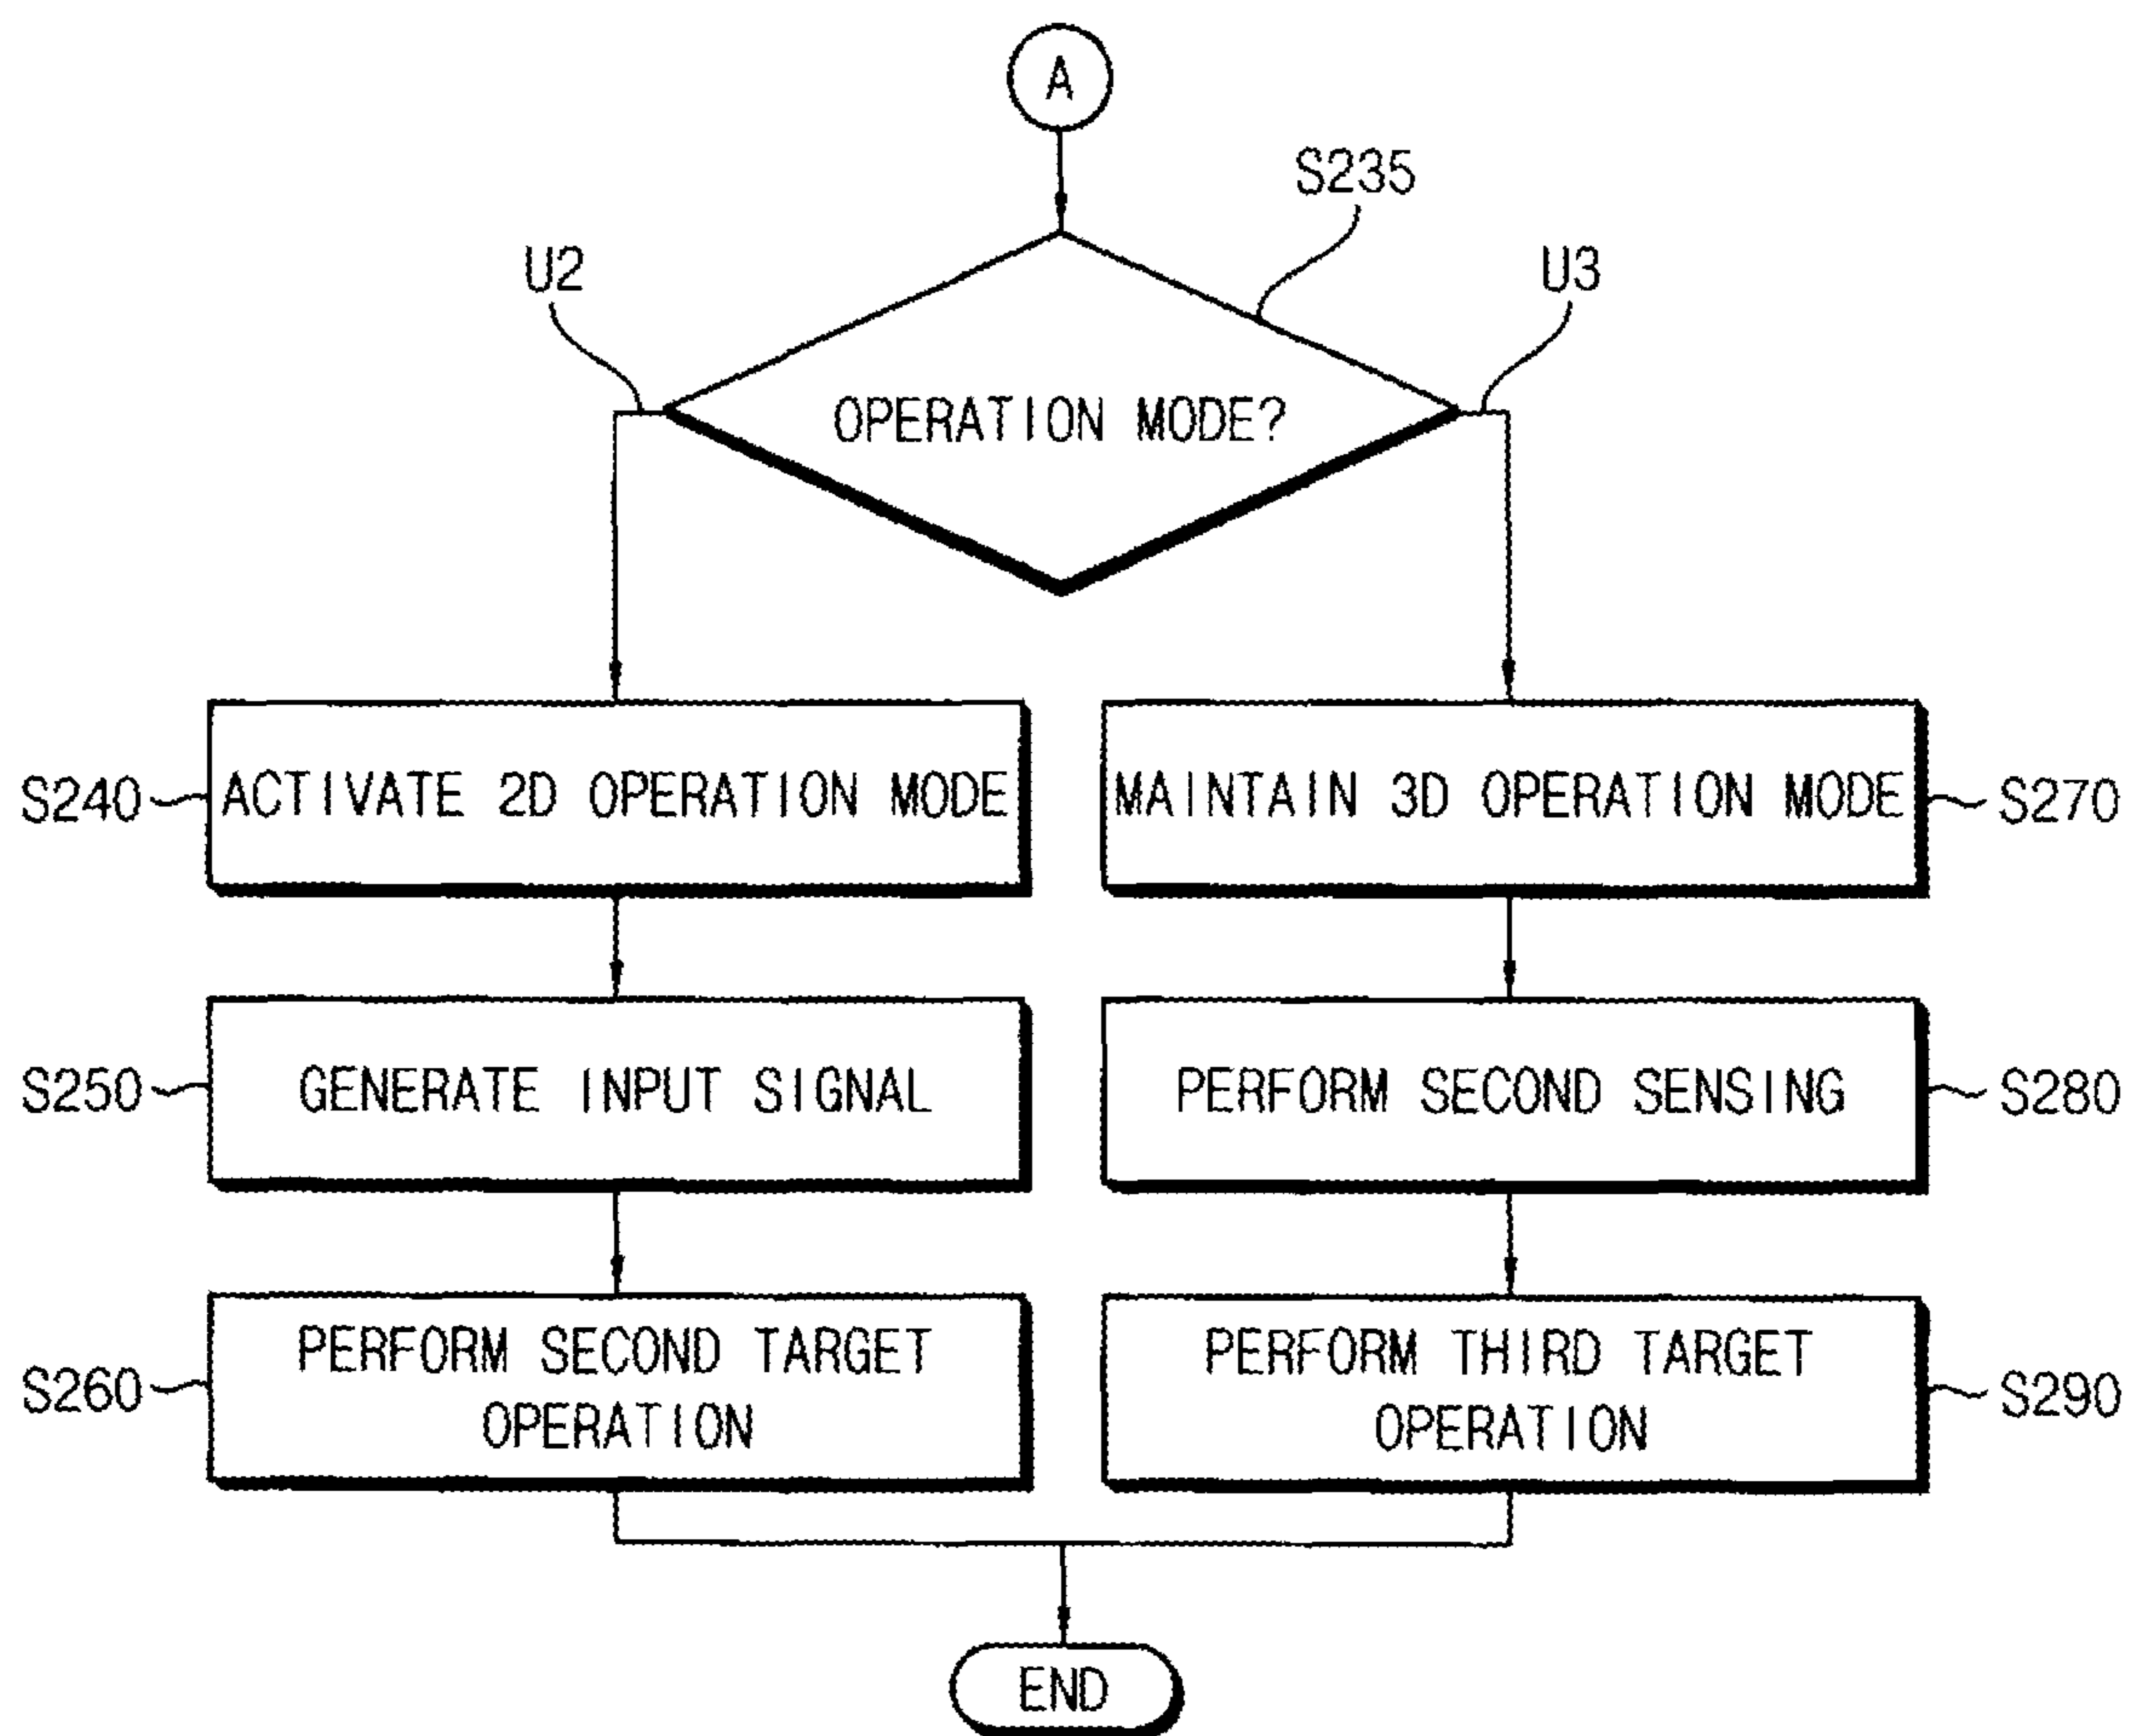 A
S235
U2
U3
OPERATION MODE?
S240
ACTIVATE 2D OPERATION MODE
MAINTAIN 3D OPERATION MODE
S270
S250
GENERATE INPUT SIGNAL
PERFORM SECOND SENSING
S280
S260
PERFORM SECOND TARGET
OPERATION
PERFORM THIRD TARGET
OPERATION
S290
END